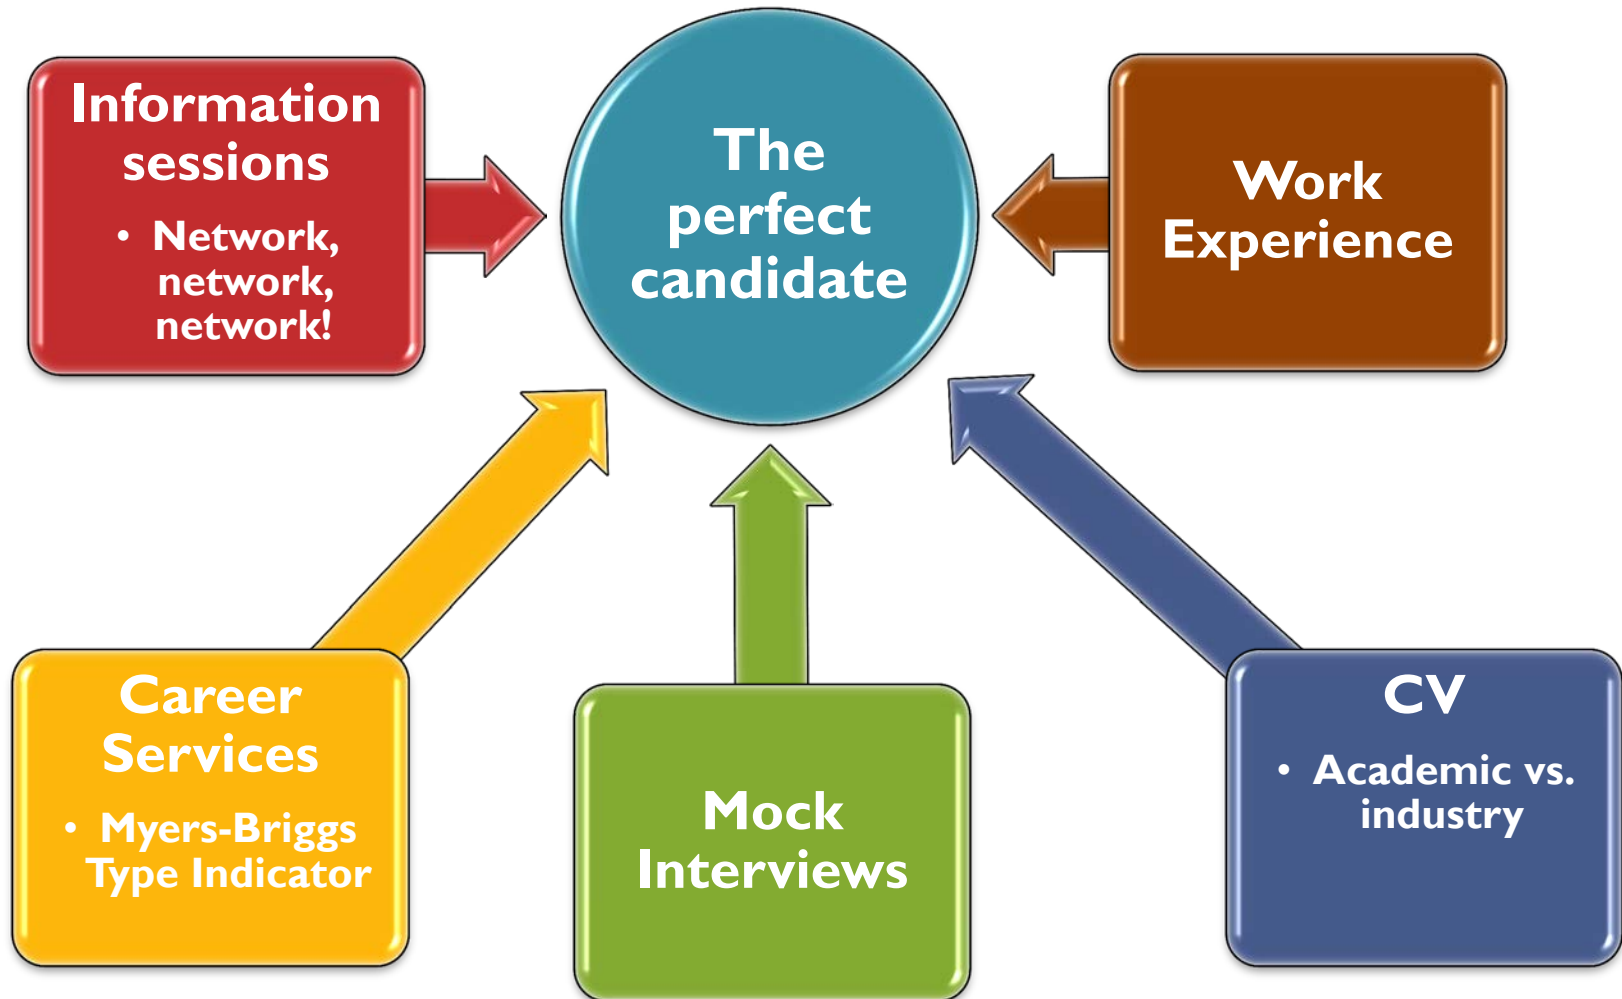 Information
sessions
• Network,
network,
network!
The
perfect
candidate
Work
Experience
Career
Services
• Myers-Briggs
Type Indicator
Mock
Interviews
CV
• Academic vs.
industry